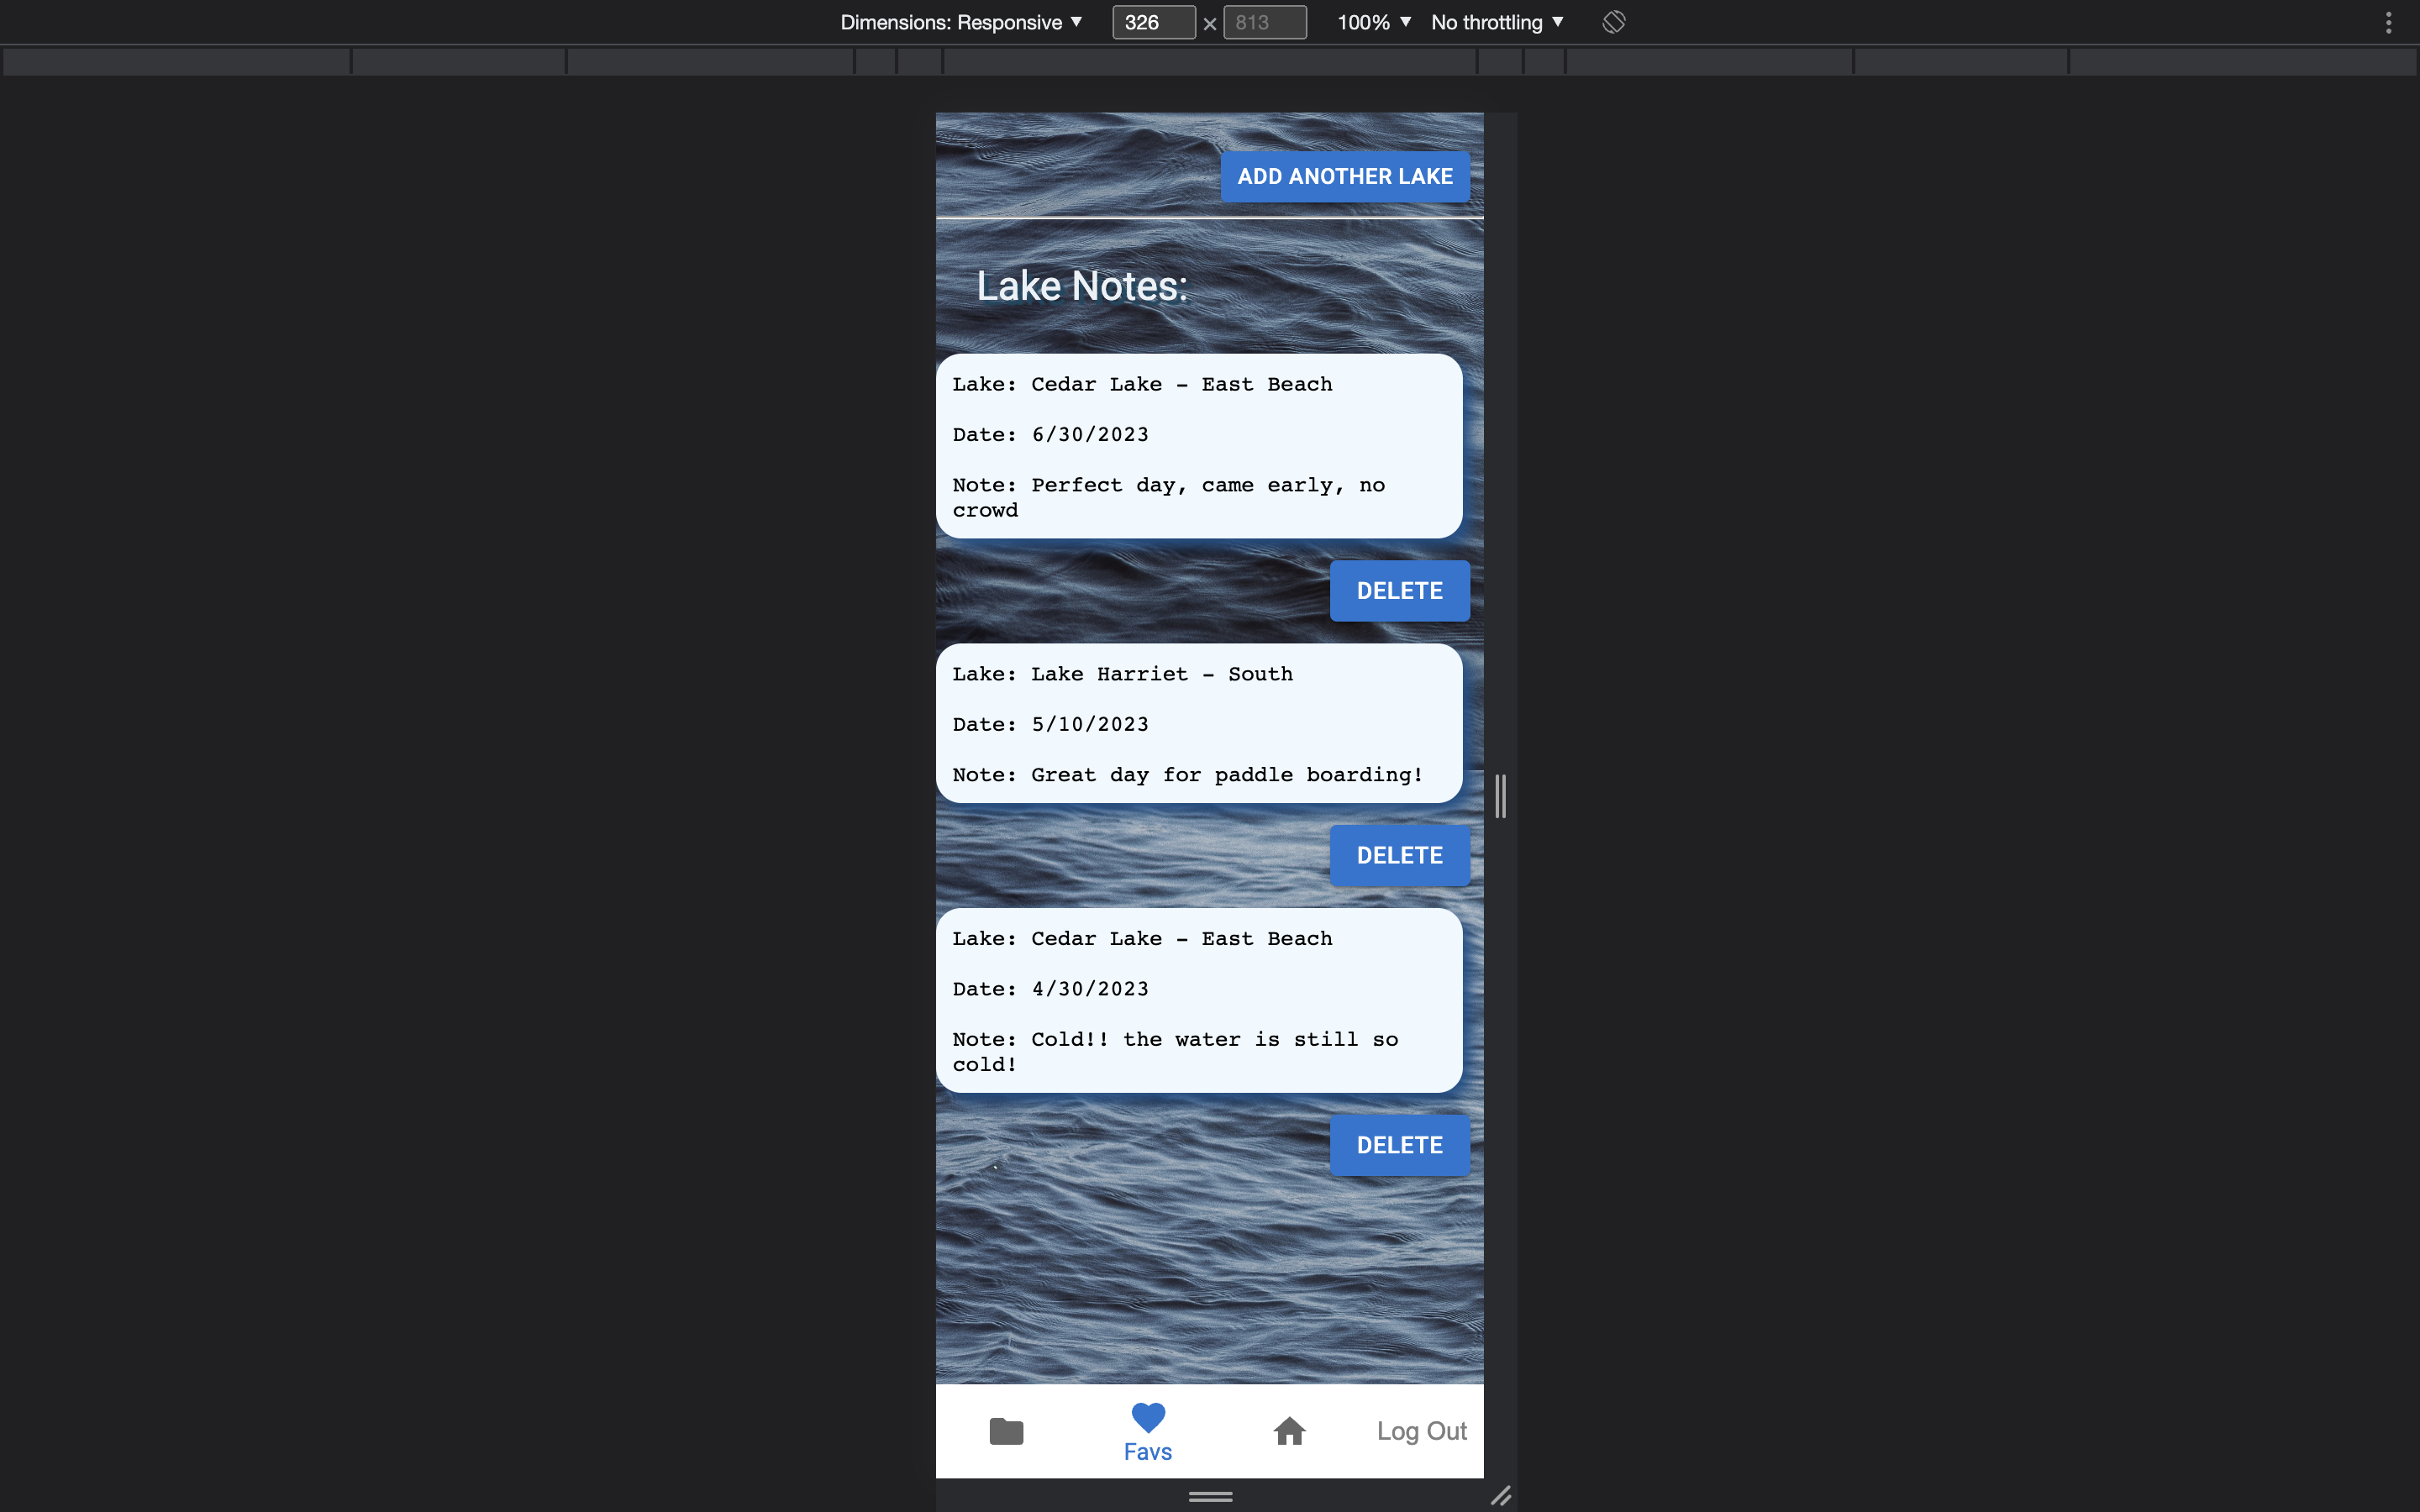 Dimensions: Responsive ▼ 326 × 813 100% ▼ No throttling ▼
ADD ANOTHER LAKE
Lake Notes:
Lake: Cedar Lake - East Beach
Date: 6/30/2023
Note: Perfect day, came early, no
crowd
DELETE
Lake: Lake Harriet - South
Date: 5/10/2023
Note: Great day for paddle boarding!
DELETE
Lake: Cedar Lake - East Beach
Date: 4/30/2023
Note: Cold!! the water is still so
cold!
DELETE
Favs
Log Out